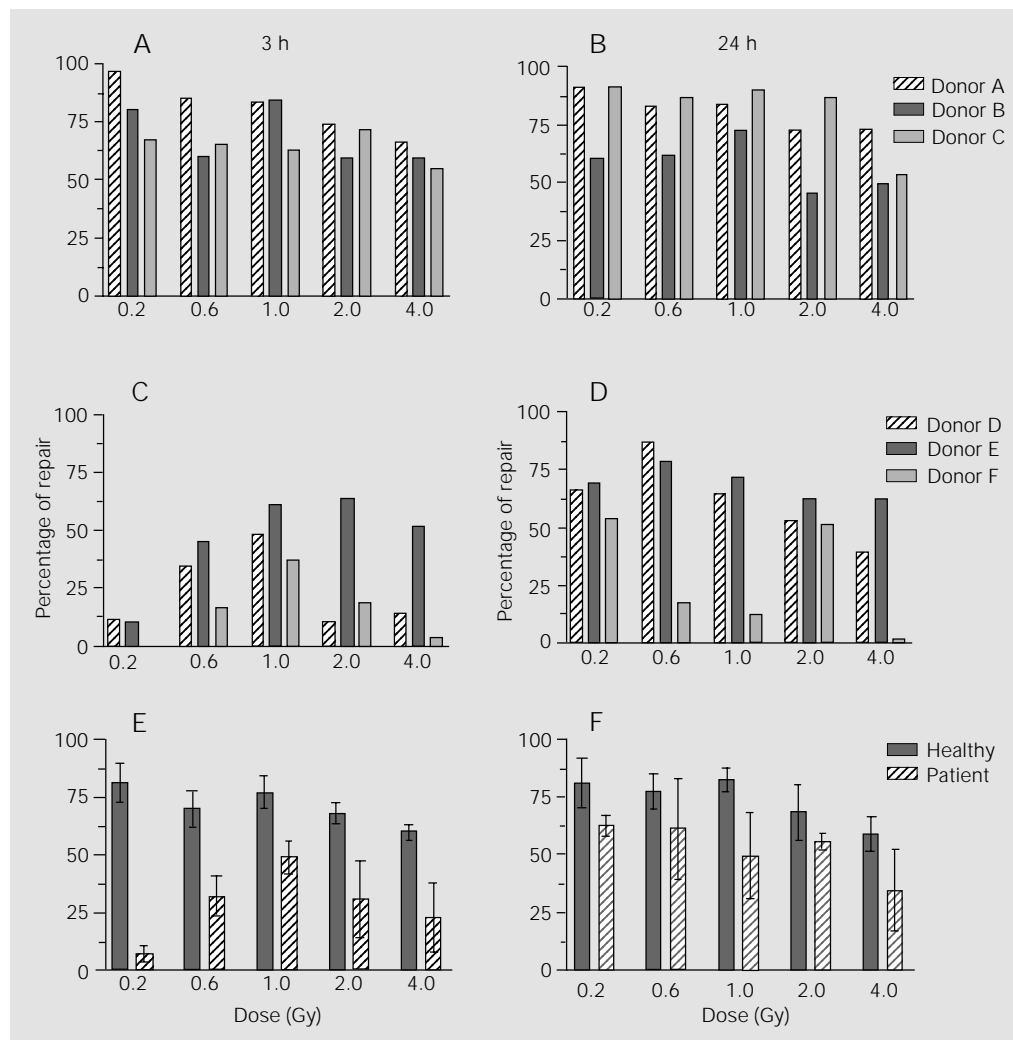 A 3 h
100
75
50
25
0
0.2 0.6 1.0 2.0 4.0
B 24 h
100
75
50
25
0
0.2 0.6 1.0 2.0 4.0
Donor A
Donor B
Donor C
C
Percentage of repair
100
75
50
25
0
0.2 0.6 1.0 2.0 4.0
D
Percentage of repair
100
75
50
25
0
0.2 0.6 1.0 2.0 4.0
Donor D
Donor E
Donor F
E
100
75
50
25
0
0.2 0.6 1.0 2.0 4.0
Dose (Gy)
F
100
75
50
25
0
0.2 0.6 1.0 2.0 4.0
Dose (Gy)
Healthy
Patient